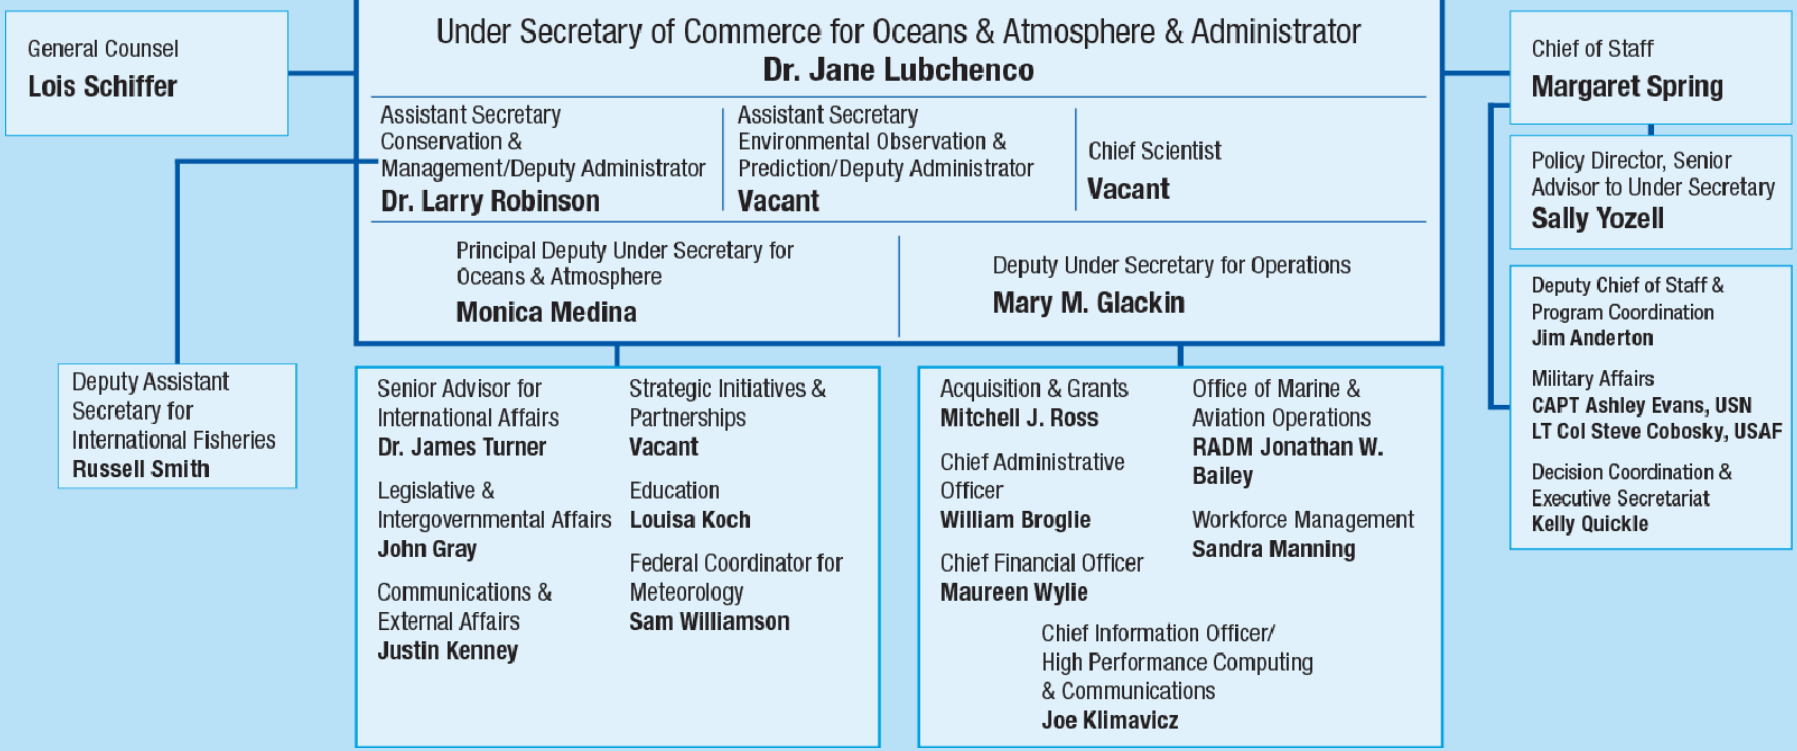 General Counsel
Lois Schiffer
Under Secretary of Commerce for Oceans & Atmosphere & Administrator
Dr. Jane Lubchenco
Assistant Secretary
Conservation &
Management/Deputy Administrator
Dr. Larry Robinson
Assistant Secretary
Environmental Observation &
Prediction/Deputy Administrator
Vacant
Chief Scientist
Vacant
Principal Deputy Under Secretary for
Oceans & Atmosphere
Monica Medina
Deputy Under Secretary for Operations
Mary M. Glackin
Chief of Staff
Margaret Spring
Policy Director, Senior
Advisor to Under Secretary
Sally Yozell
Deputy Chief of Staff &
Program Coordination
Jim Anderton
Military Affairs
CAPT Ashley Evans, USN
LT Col Steve Cobosky, USAF
Decision Coordination &
Executive Secretariat
Kelly Quickle
Deputy Assistant
Secretary for
International Fisheries
Russell Smith
Senior Advisor for
International Affairs
Dr. James Turner
Legislative &
Intergovernmental Affairs
John Gray
Communications &
External Affairs
Justin Kenney
Strategic Initiatives &
Partnerships
Vacant
Education
Louisa Koch
Federal Coordinator for
Meteorology
Sam Williamson
Acquisition & Grants
Mitchell J. Ross
Chief Administrative
Officer
William Broglie
Chief Financial Officer
Maureen Wylie
Office of Marine &
Aviation Operations
RADM Jonathan W.
Bailey
Workforce Management
Sandra Manning
Chief Information Officer/
High Performance Computing
& Communications
Joe Klimavicz